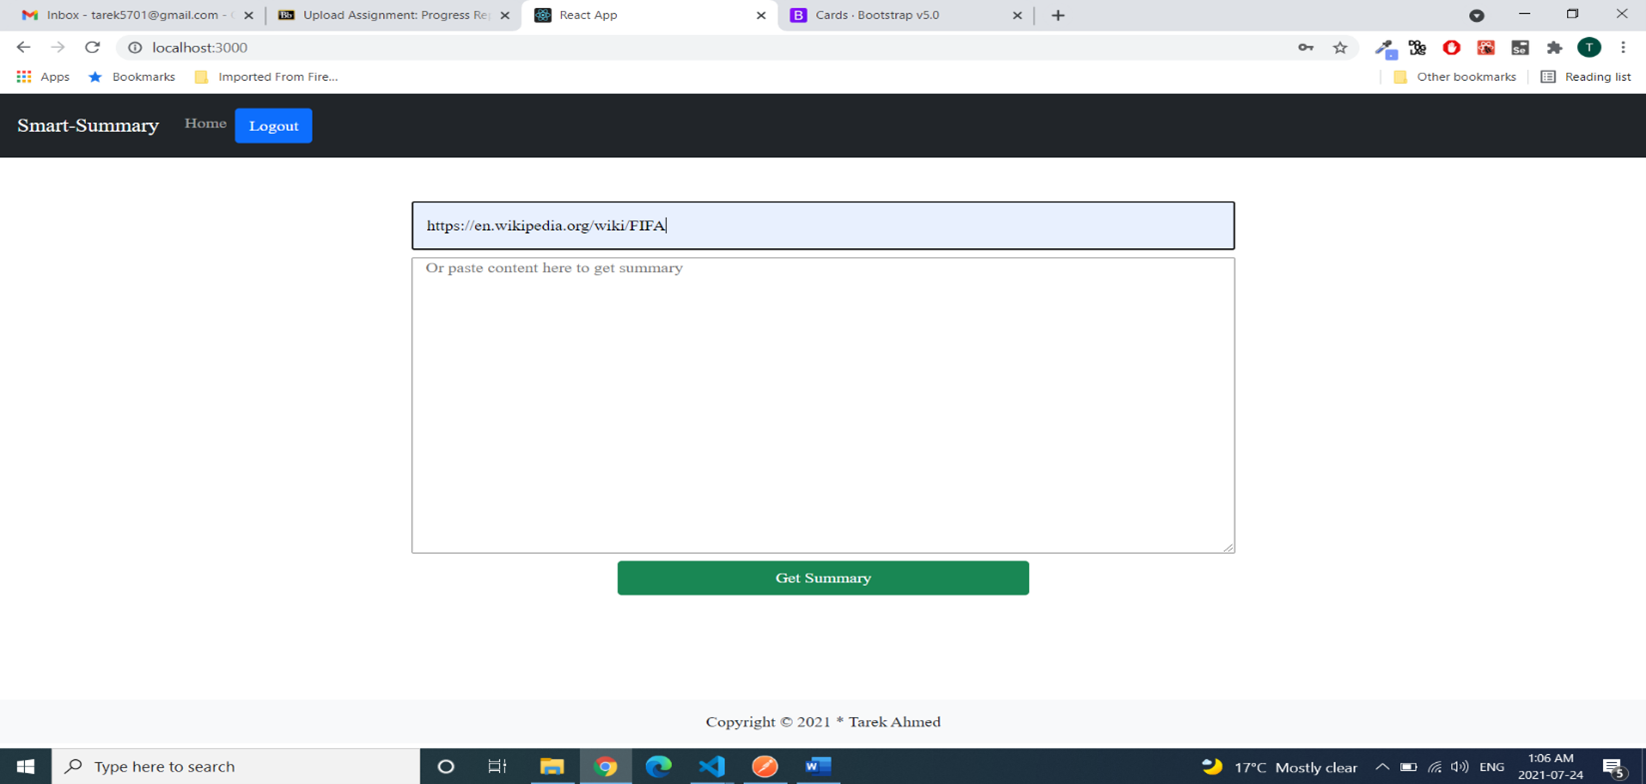 Inbox - tarek5701@gmail.com -
Upload Assignment: Progress Re
React App
Cards · Bootstrap v5.0
localhost:3000
Apps
Bookmarks
Imported From Fire...
Other bookmarks
Reading list
Smart-Summary
Home
Logout
https://en.wikipedia.org/wiki/FIFA
Or paste content here to get summary
Get Summary
Copyright © 2021 * Tarek Ahmed
Type here to search
17°C Mostly clear
ENG
1:06 AM
2021-07-24
5